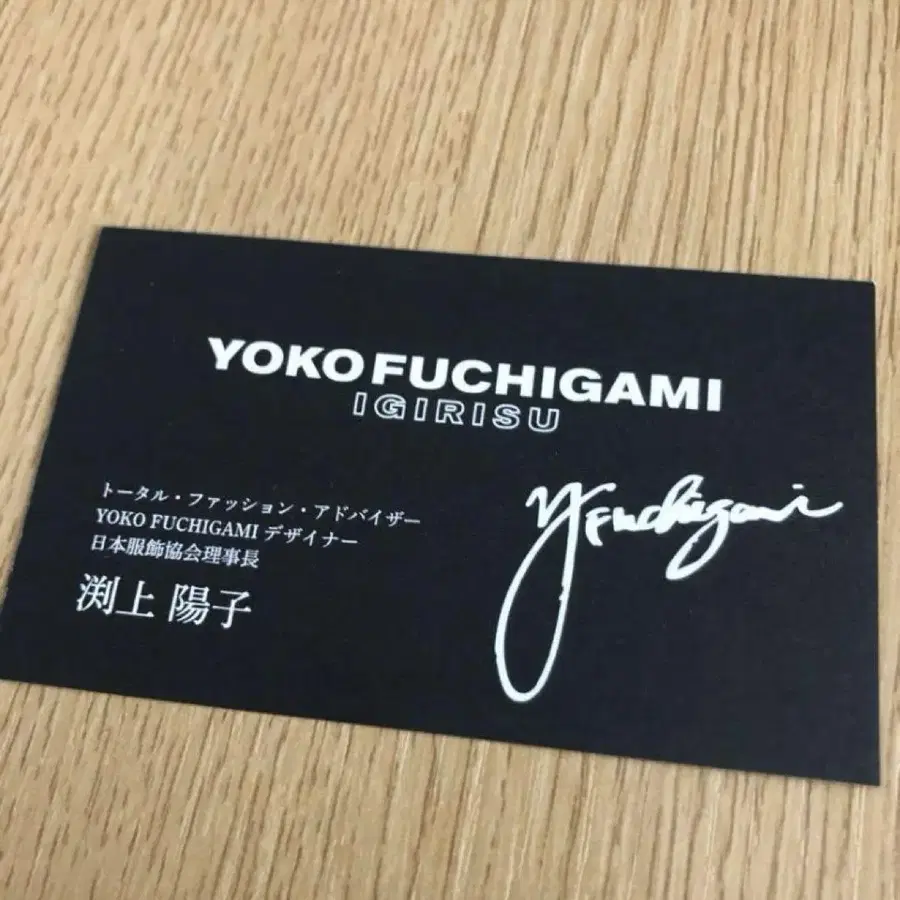 YOKO FUCHIGAMI
IGIRISU
トータル・ファッション・アドバイザー
YOKO FUCHIGAMI デザイナー
日本服飾協会理事長
渕上 陽子
y Fuchigami